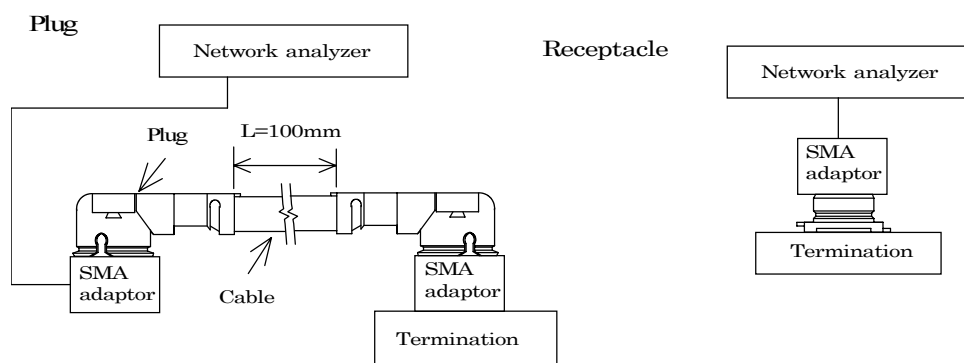 Plug
Network analyzer
L=100mm
Plug
SMA
adaptor
Cable
SMA
adaptor
Termination
Receptacle
Network analyzer
SMA
adaptor
Termination